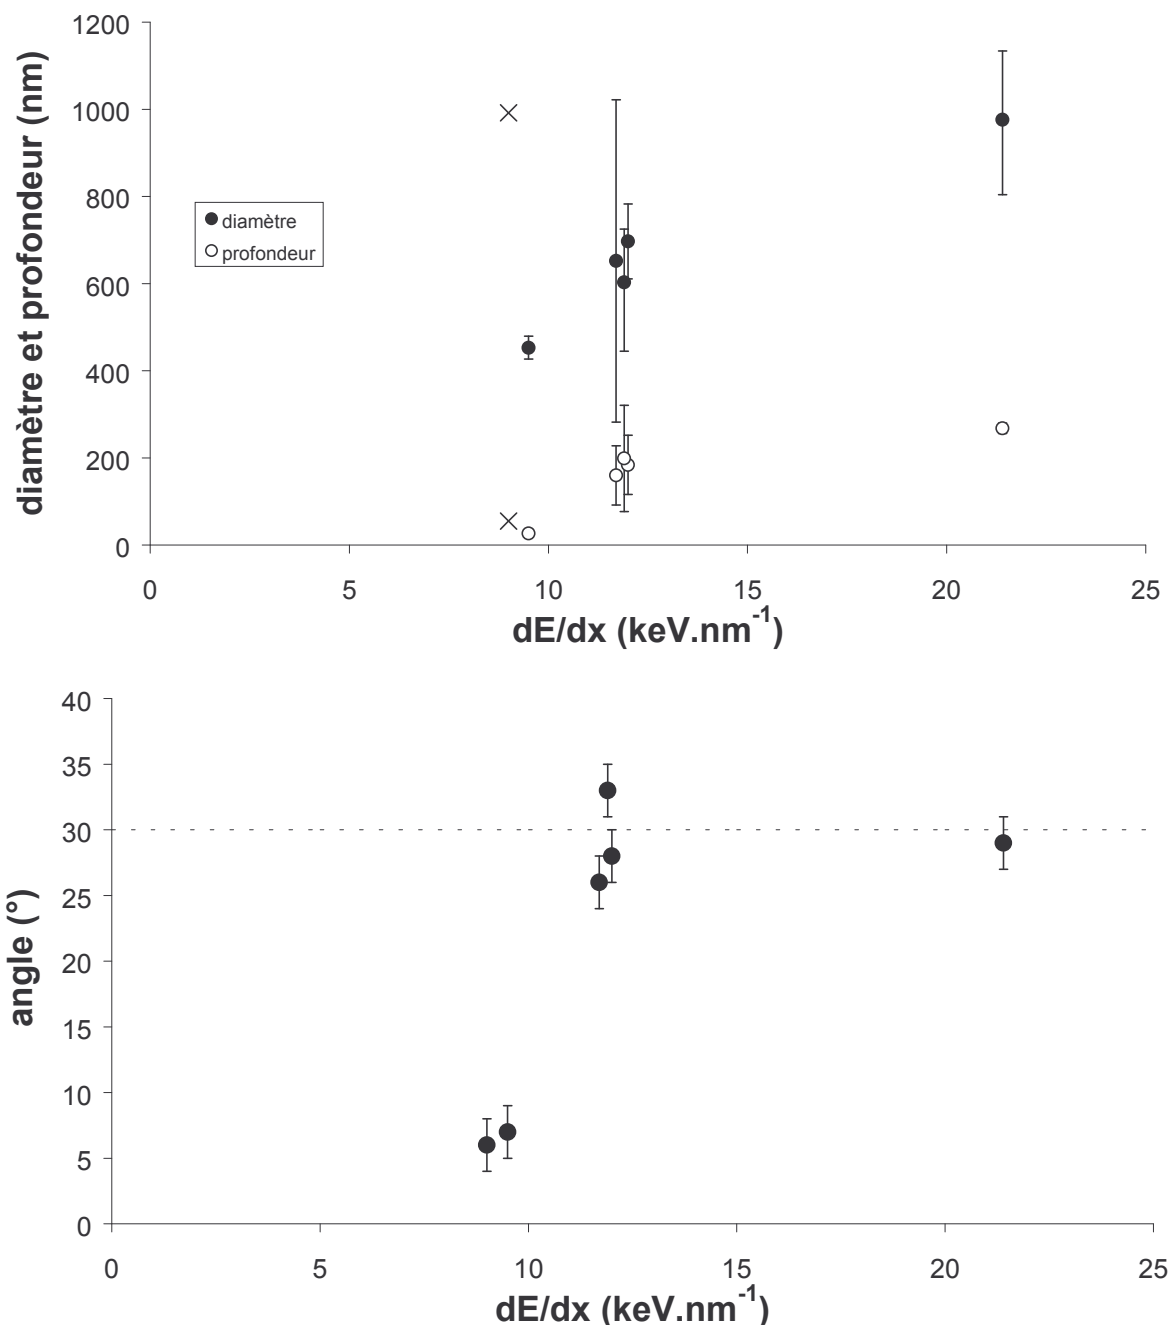 1200
1000
800
600
400
200
0
diamètre et profondeur (nm)
diamètre
profondeur
0 5 10 15 20 25
dE/dx (keV.nm⁻¹)
40
35
30
25
20
15
10
5
0
angle (°)
0 5 10 15 20 25
dE/dx (keV.nm⁻¹)